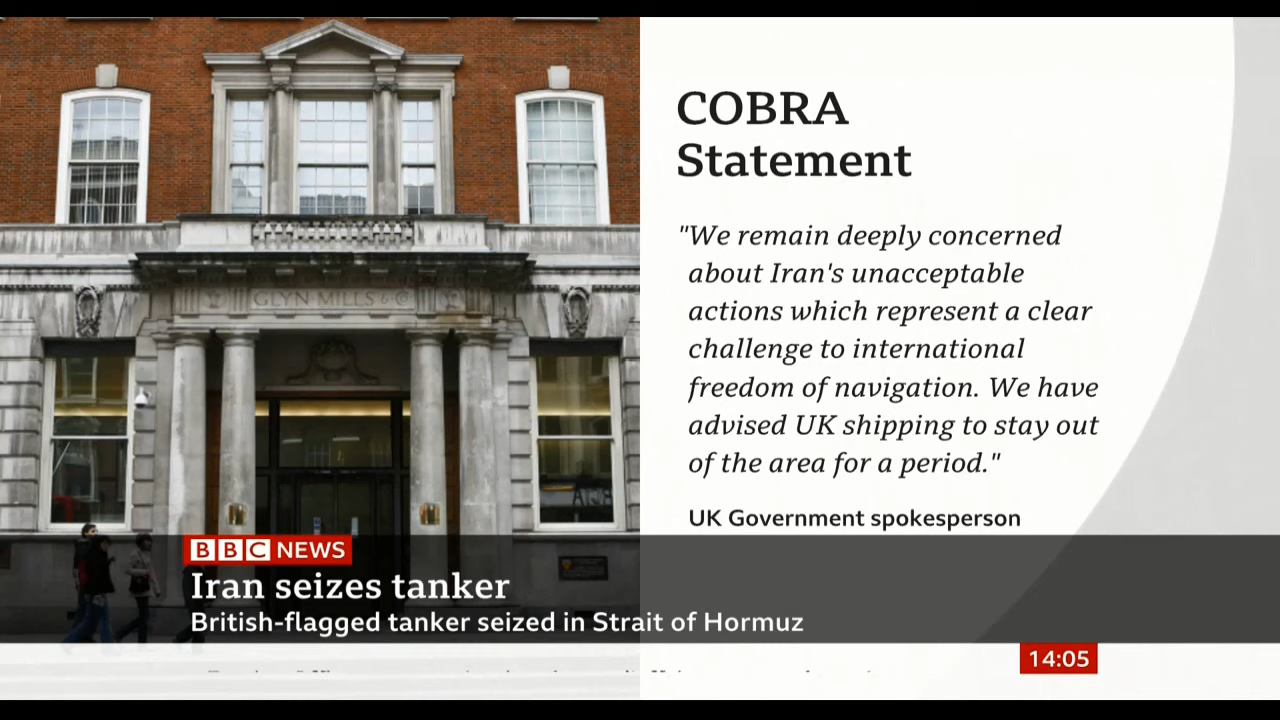 GLYN·MILLS & Co
COBRA
Statement
"We remain deeply concerned
about Iran's unacceptable
actions which represent a clear
challenge to international
freedom of navigation. We have
advised UK shipping to stay out
of the area for a period."
UK Government spokesperson
BBC NEWS
Iran seizes tanker
British-flagged tanker seized in Strait of Hormuz
14:05